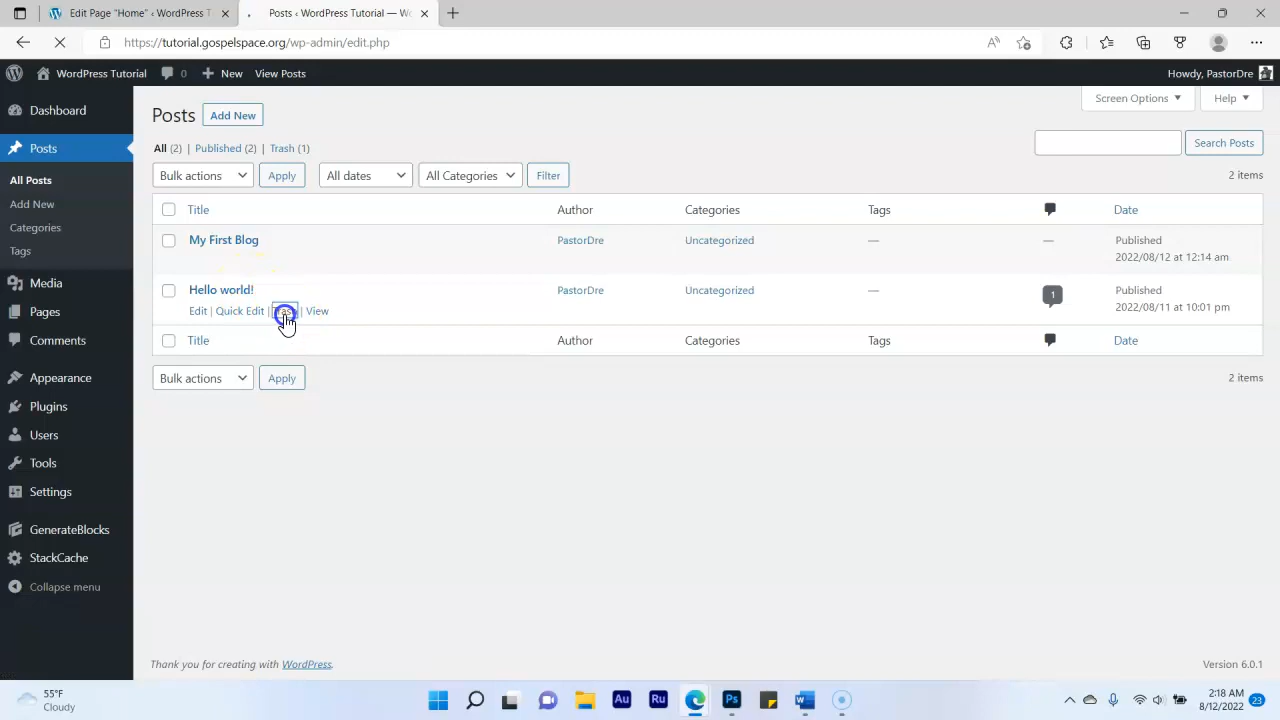 Edit Page "Home" ‹ WordPress T
Posts ‹ WordPress Tutorial — Wo
https://tutorial.gospelspace.org/wp-admin/edit.php
WordPress Tutorial 0 New View Posts
Howdy, PastorDre
Dashboard
Posts
All Posts
Add New
Categories
Tags
Media
Pages
Comments
Appearance
Plugins
Users
Tools
Settings
GenerateBlocks
StackCache
Collapse menu
Posts Add New
Screen Options Help
All (2) | Published (2) | Trash (1)
Search Posts
Bulk actions Apply All dates All Categories Filter
2 items
Title Author Categories Tags Date
My First Blog PastorDre Uncategorized — — Published
2022/08/12 at 12:14 am
Hello world! PastorDre Uncategorized — 1 Published
2022/08/11 at 10:01 pm
Edit | Quick Edit | | View
Title Author Categories Tags Date
Bulk actions Apply
2 items
Thank you for creating with WordPress.
Version 6.0.1
55°F
Cloudy
Au Ru Ps
2:18 AM
8/12/2022
23